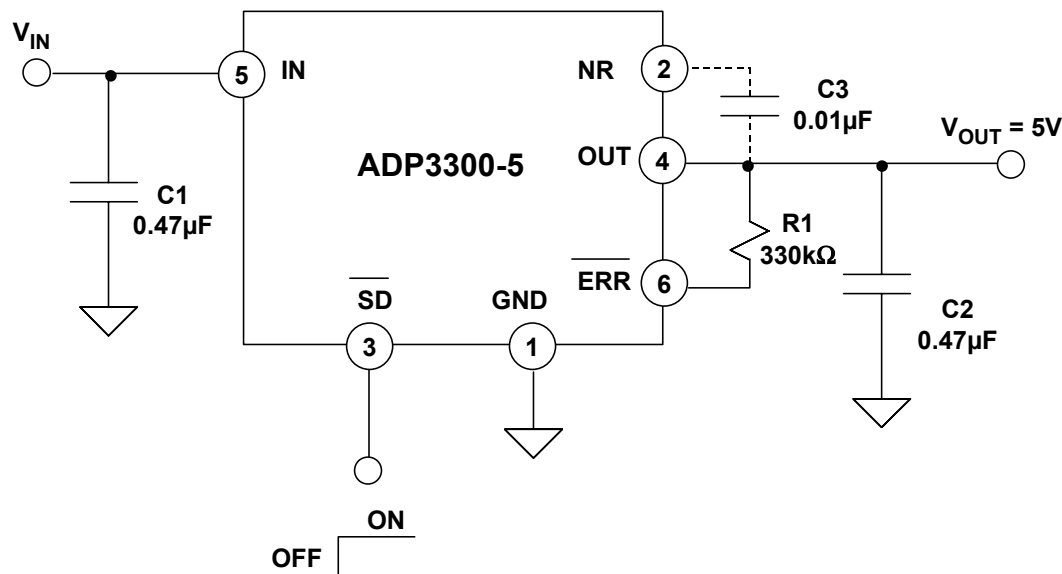 V_IN
5
IN
NR
2
C3
0.01µF
V_OUT = 5V
ADP3300-5
OUT
4
C1
0.47µF
R1
330kΩ
ERR
6
SD
GND
3
1
C2
0.47µF
ON
OFF